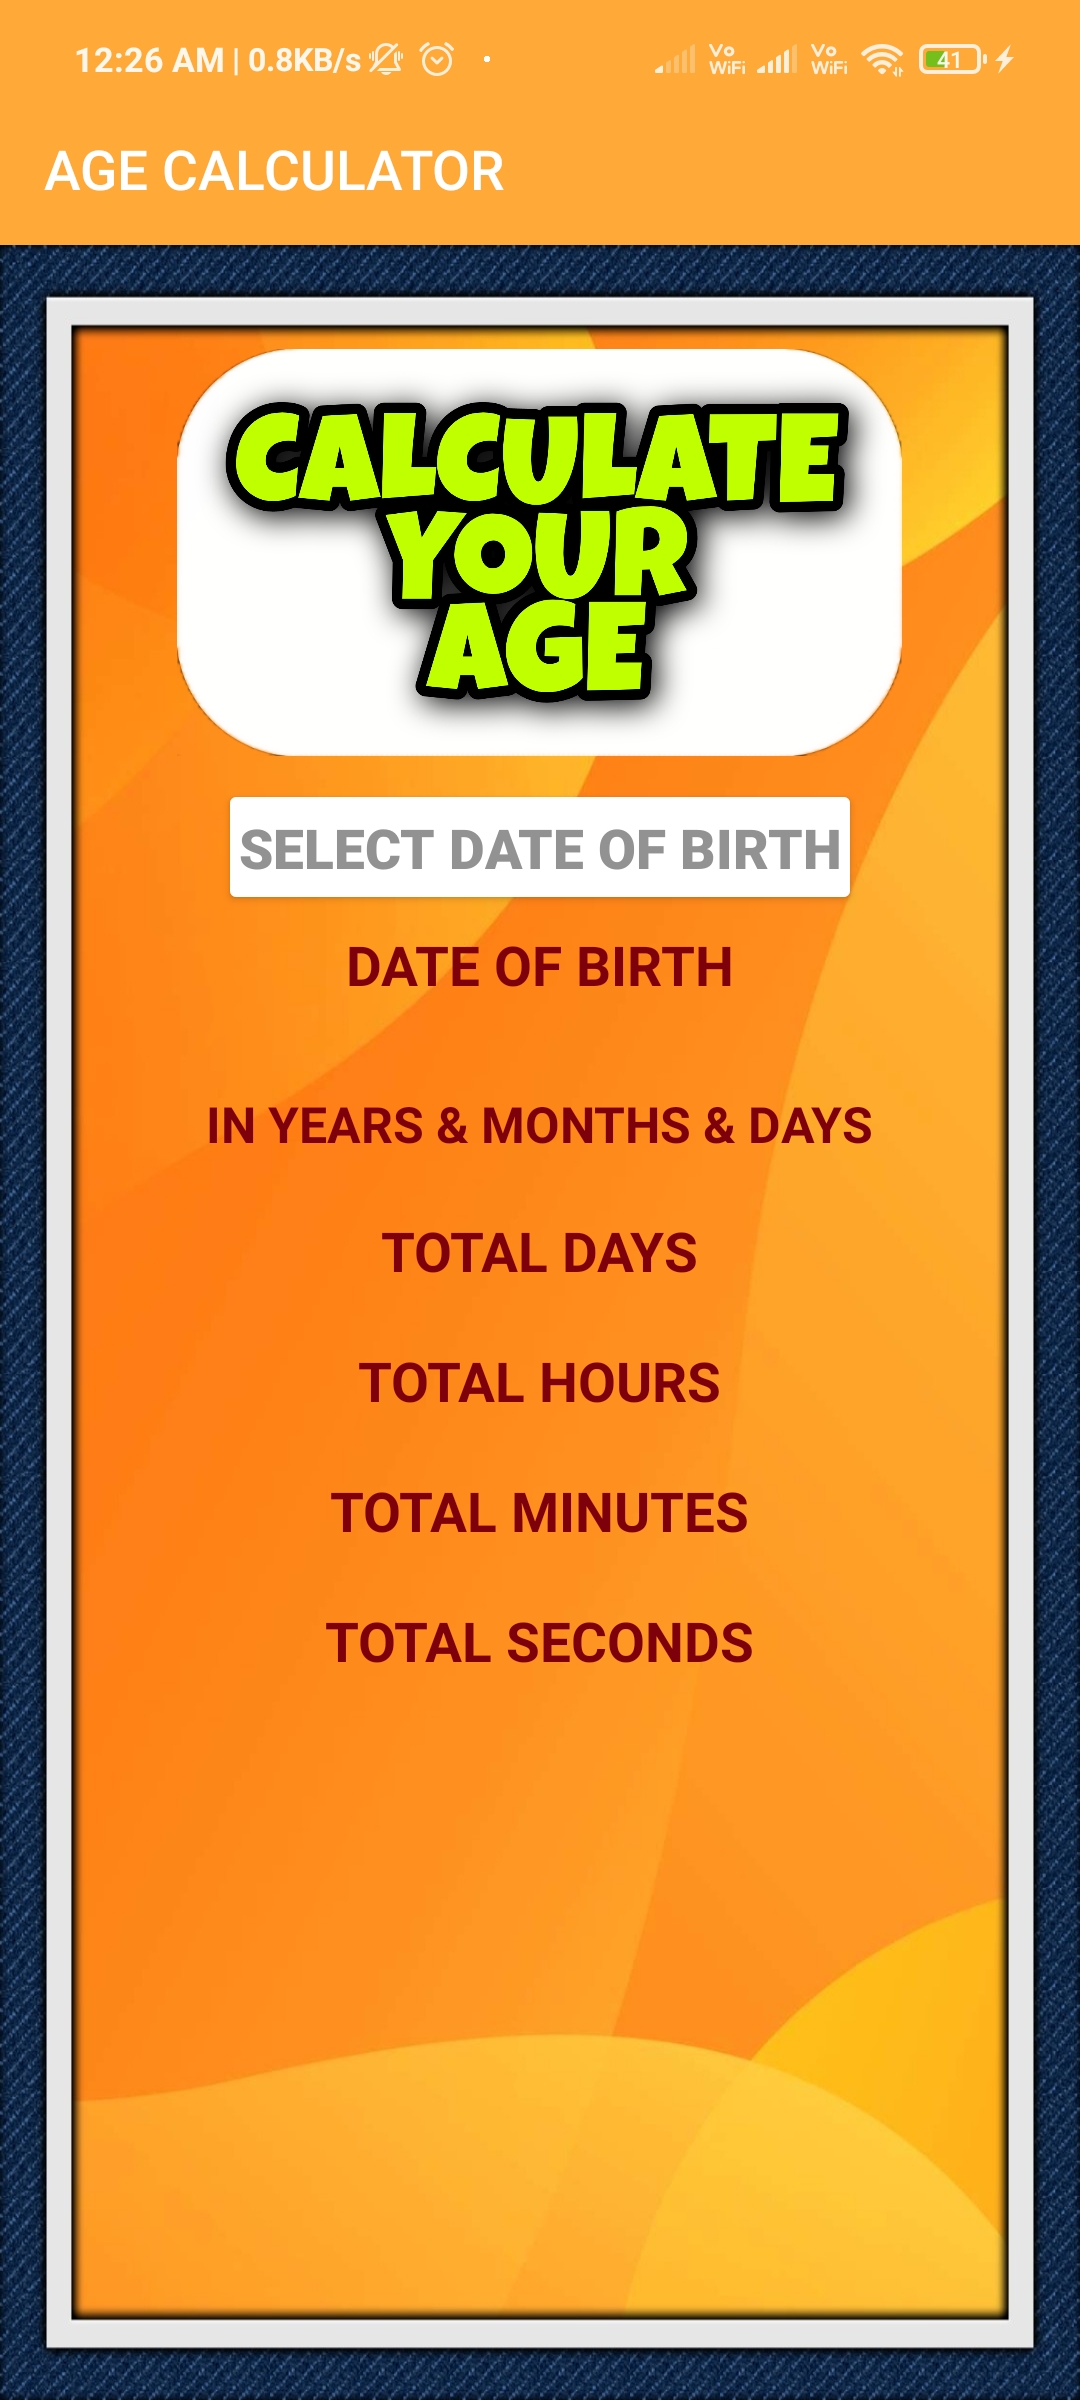 12:26 AM | 0.8KB/s
Vo WiFi Vo WiFi 41
AGE CALCULATOR
CALCULATE
YOUR
AGE
SELECT DATE OF BIRTH
DATE OF BIRTH
IN YEARS & MONTHS & DAYS
TOTAL DAYS
TOTAL HOURS
TOTAL MINUTES
TOTAL SECONDS